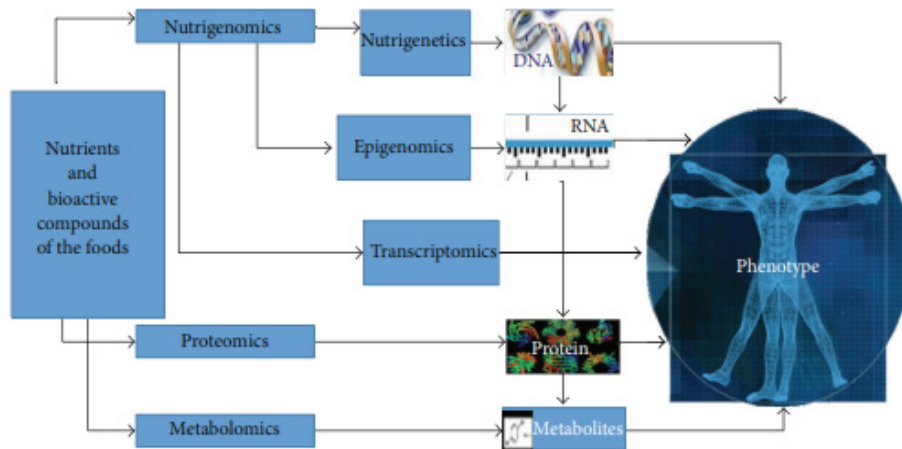 Nutrigenomics
Nutrigenetics
DNA
Nutrients
and
bioactive
compounds
of the foods
Epigenomics
RNA
Transcriptomics
Phenotype
Proteomics
Protein
Metabolomics
Metabolites